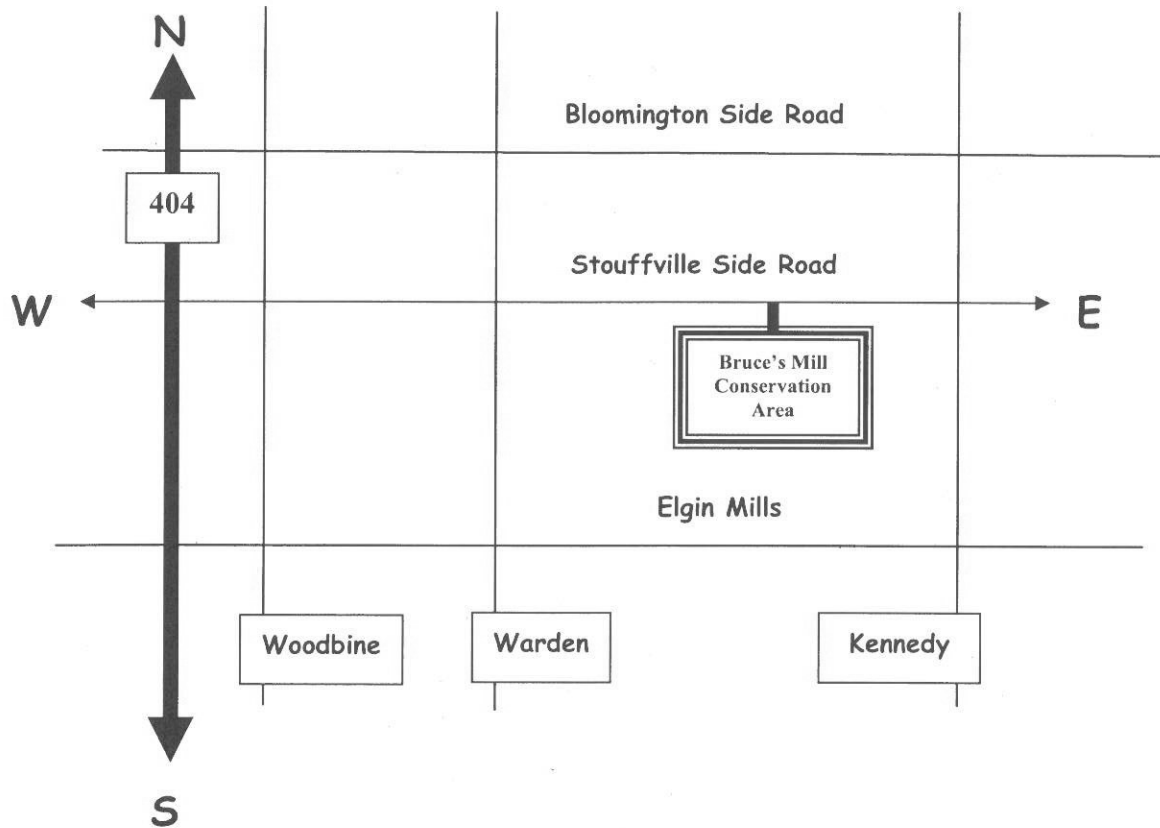 N
Bloomington Side Road
404
Stouffville Side Road
W
E
Bruce's Mill
Conservation
Area
Elgin Mills
Woodbine
Warden
Kennedy
S